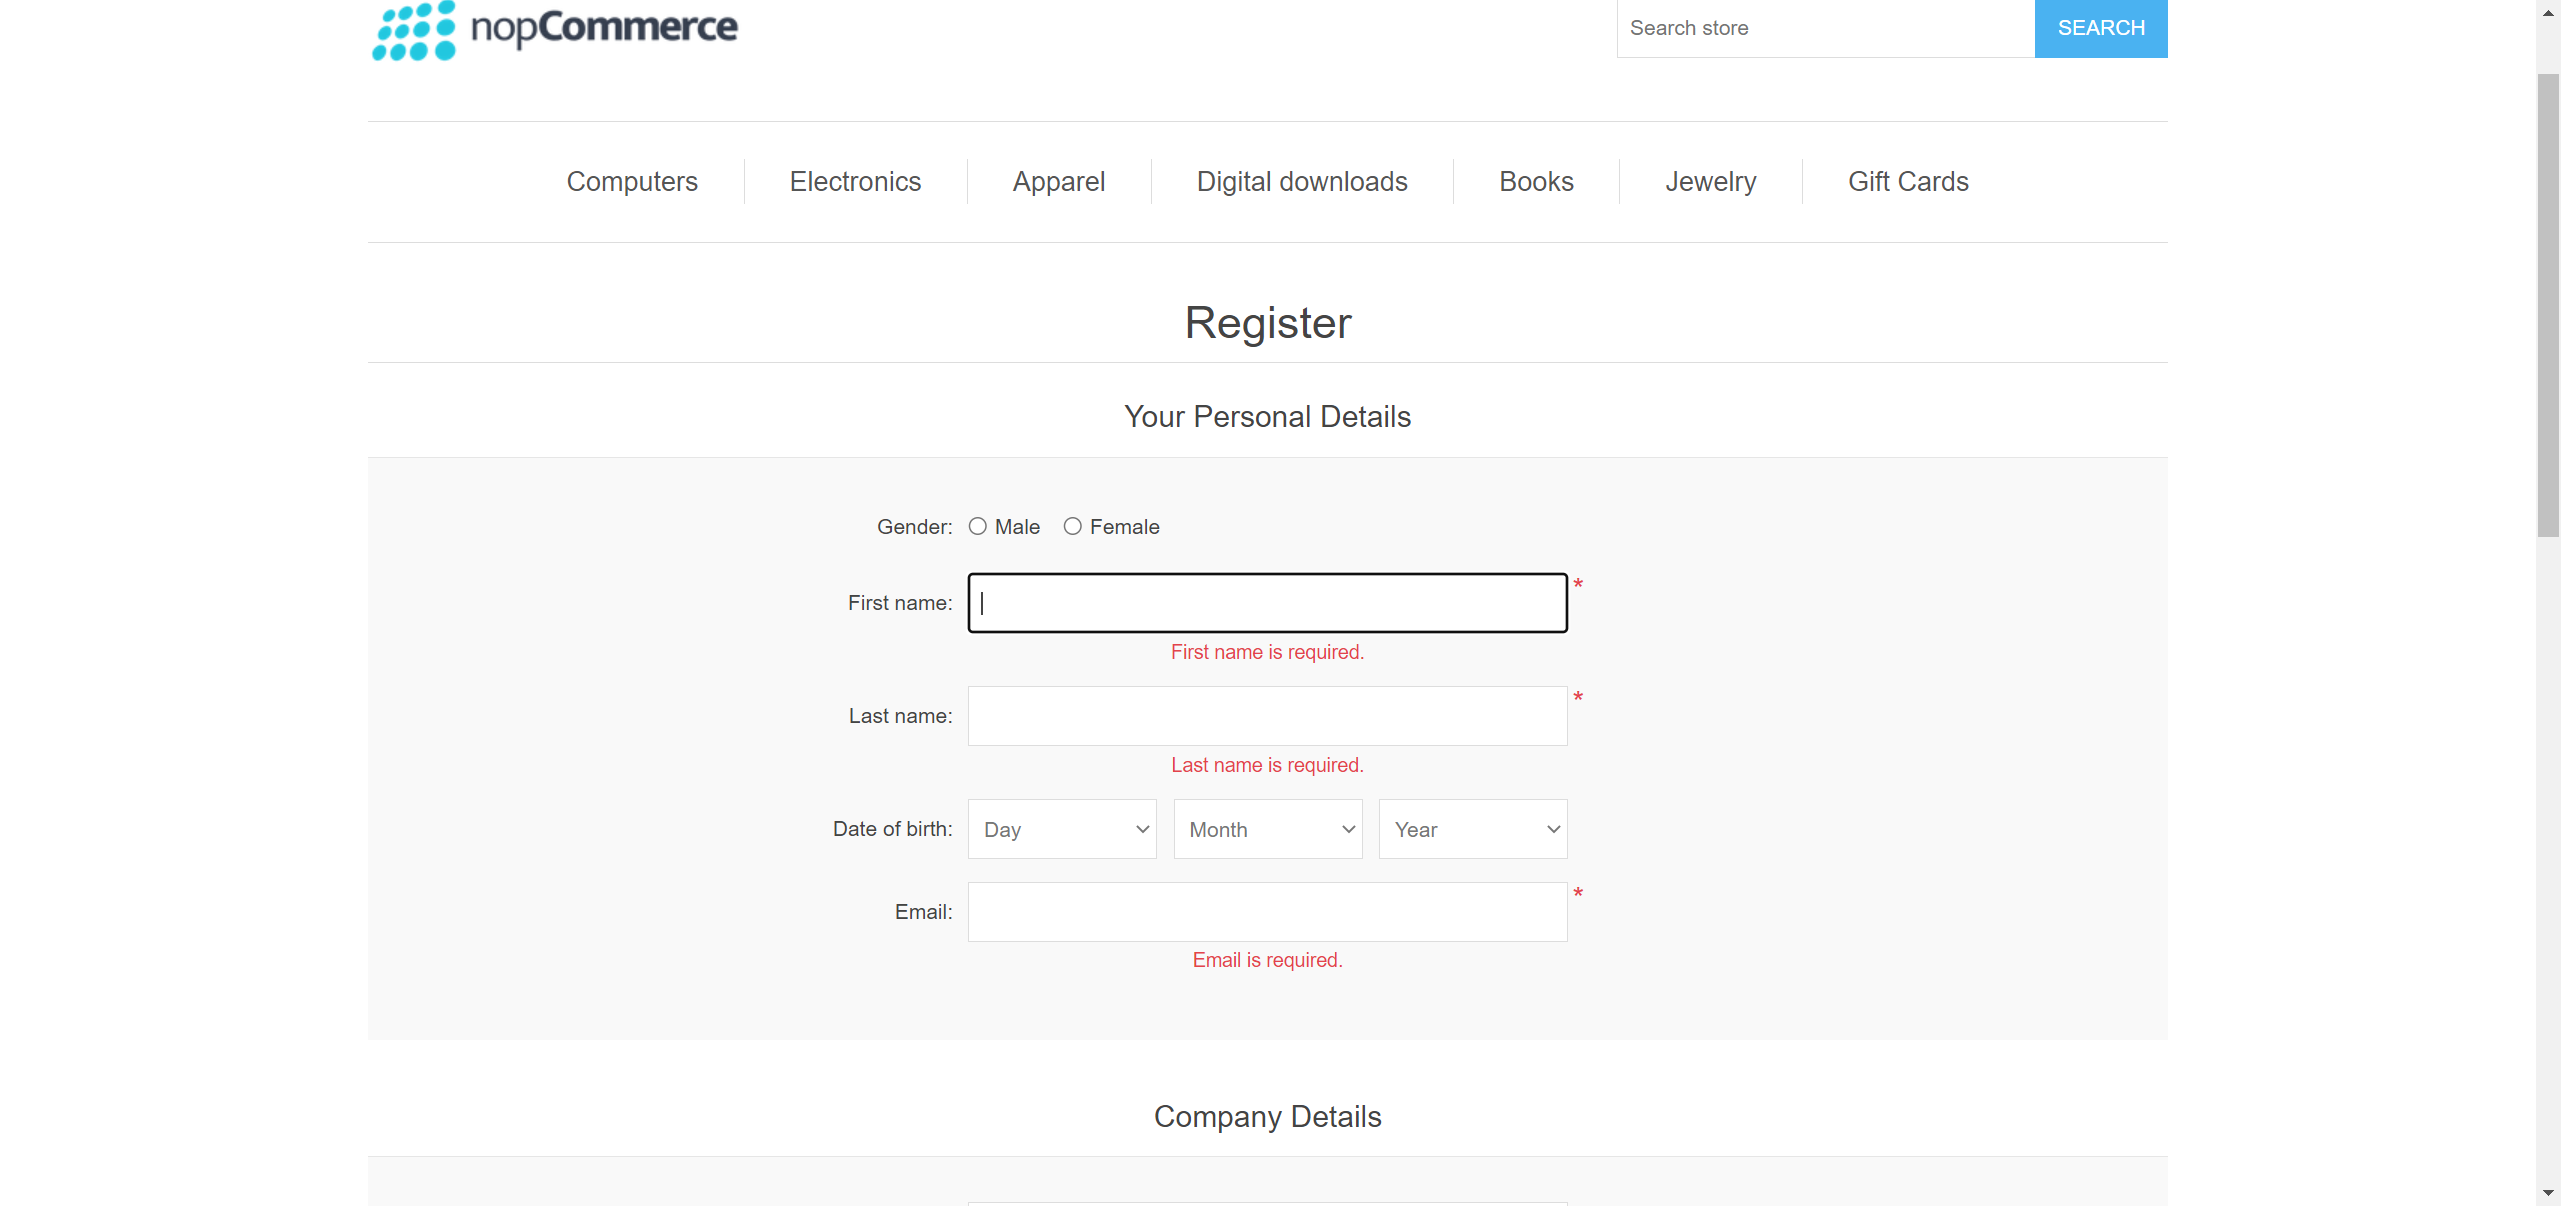 nopCommerce
Search store SEARCH
Computers Electronics Apparel Digital downloads Books Jewelry Gift Cards
Register
Your Personal Details
Gender: Male Female
First name: *
First name is required.
Last name: *
Last name is required.
Date of birth: Day Month Year
Email: *
Email is required.
Company Details